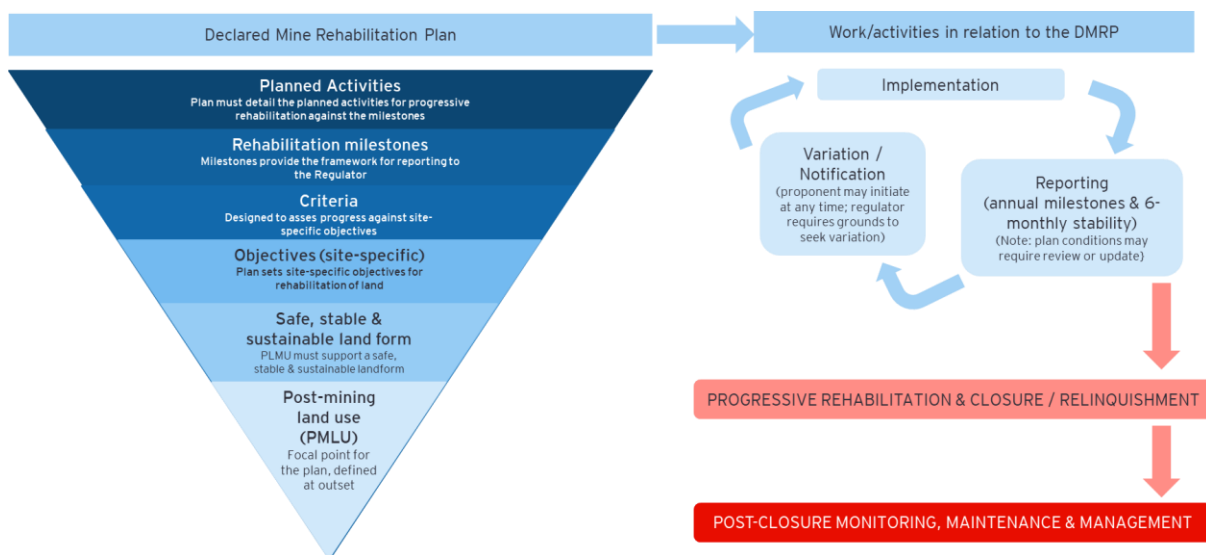 Declared Mine Rehabilitation Plan
Planned Activities
Plan must detail the planned activities for progressive
rehabilitation against the milestones
Rehabilitation milestones
Milestones provide the framework for reporting to
the Regulator
Criteria
Designed to asses progress against site-
specific objectives
Objectives (site-specific)
Plan sets site-specific objectives for
rehabilitation of land
Safe, stable &
sustainable land form
PLMU must support a safe,
stable & sustainable landform
Post-mining
land use
(PMLU)
Focal point for
the plan, defined
at outset
Work/activities in relation to the DMRP
Implementation
Variation /
Notification
(proponent may initiate
at any time; regulator
requires grounds to
seek variation)
Reporting
(annual milestones & 6-
monthly stability)
(Note: plan conditions may
require review or update)
PROGRESSIVE REHABILITATION & CLOSURE / RELINQUISHMENT
POST-CLOSURE MONITORING, MAINTENANCE & MANAGEMENT